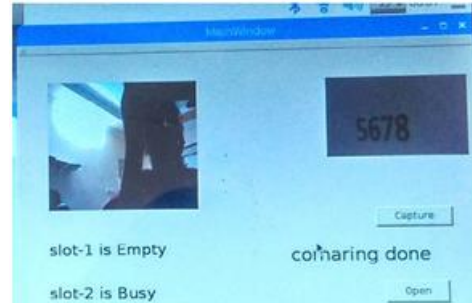 MainWindow
5678
Capture
slot-1 is Empty
comaring done
slot-2 is Busy
Open